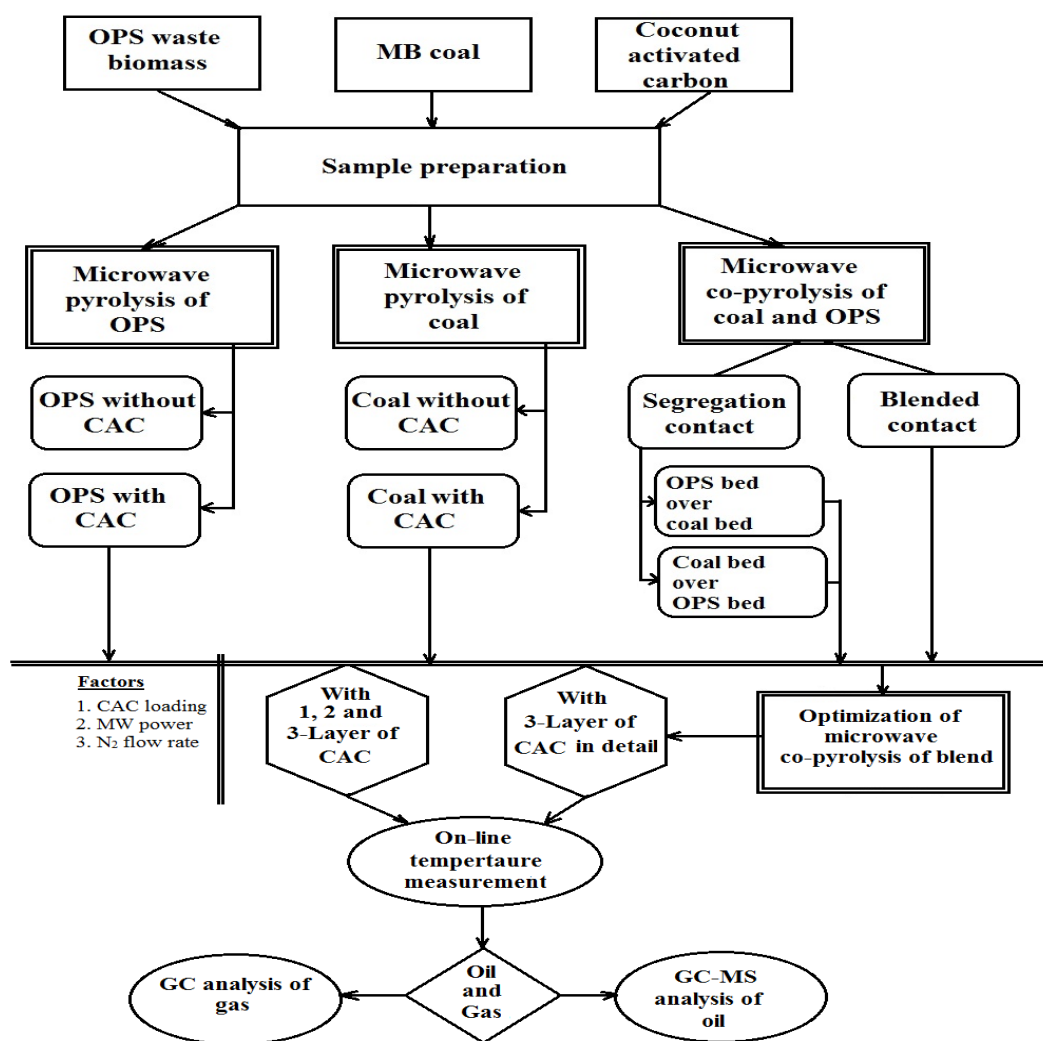 OPS waste
biomass
MB coal
Coconut
activated
carbon
Sample preparation
Microwave
pyrolysis of
OPS
Microwave
pyrolysis of
coal
Microwave
co-pyrolysis of
coal and OPS
OPS without
CAC
Coal without
CAC
Segregation
contact
Blended
contact
OPS with
CAC
Coal with
CAC
OPS bed
over
coal bed
Coal bed
over
OPS bed
Factors
1. CAC loading
2. MW power
3. N₂ flow rate
With
1, 2 and
3-Layer of
CAC
With
3-Layer of
CAC in detail
Optimization of
microwave
co-pyrolysis of blend
On-line
tempertaure
measurement
GC analysis of
gas
Oil
and
Gas
GC-MS
analysis of
oil